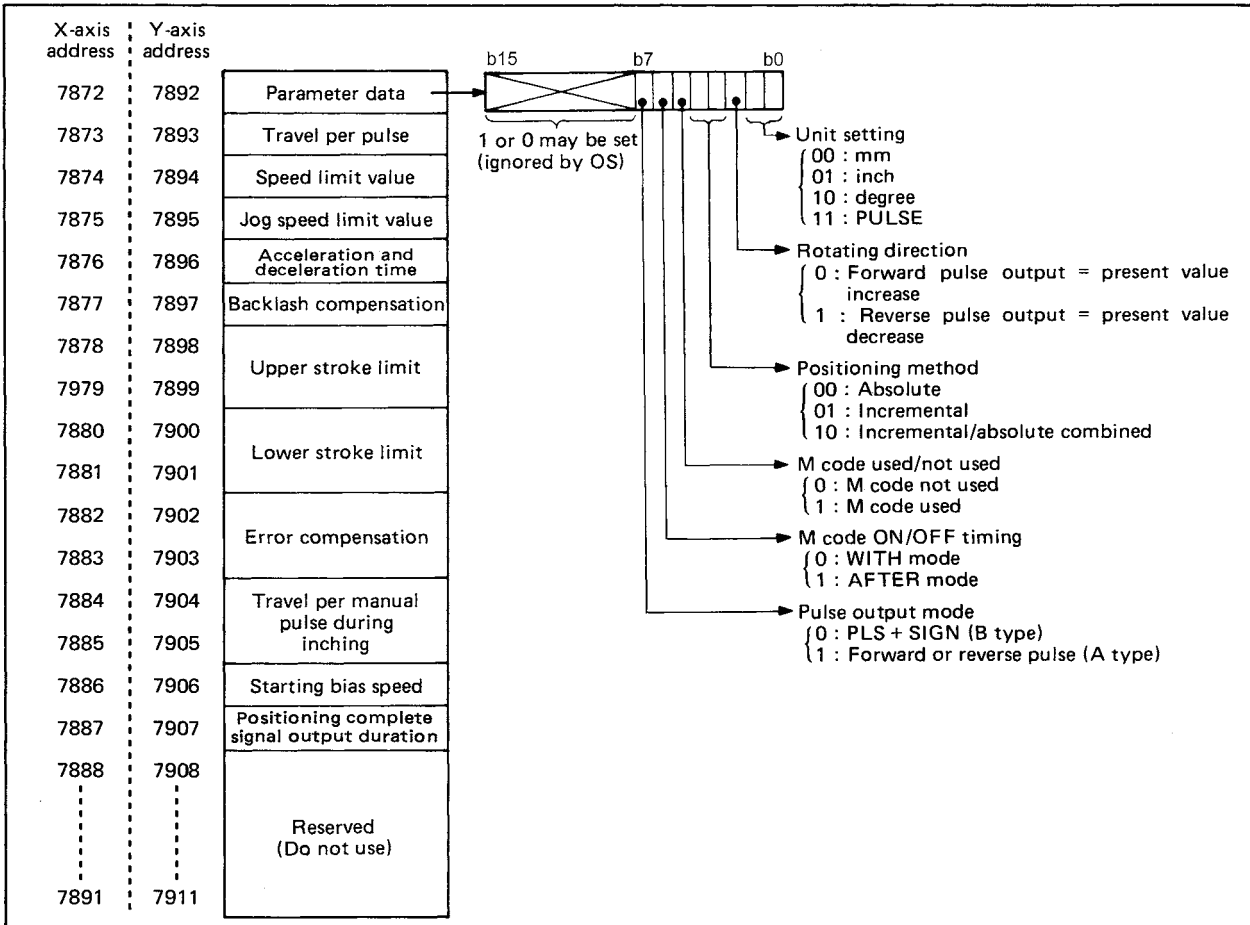 X-axis address Y-axis address
b15 b7 b0
7872 7892 Parameter data
1 or 0 may be set
(ignored by OS)
7873 7893 Travel per pulse
7874 7894 Speed limit value
7875 7895 Jog speed limit value
7876 7896 Acceleration and deceleration time
7877 7897 Backlash compensation
7878 7898
Upper stroke limit
7979 7899
7880 7900
Lower stroke limit
7881 7901
7882 7902
Error compensation
7883 7903
7884 7904 Travel per manual
pulse during
7885 7905 inching
7886 7906 Starting bias speed
7887 7907 Positioning complete signal output duration
7888 7908
Reserved
(Do not use)
7891 7911
Unit setting
00 : mm
01 : inch
10 : degree
11 : PULSE
Rotating direction
0 : Forward pulse output = present value
increase
1 : Reverse pulse output = present value
decrease
Positioning method
00 : Absolute
01 : Incremental
10 : Incremental/absolute combined
M code used/not used
0 : M code not used
1 : M code used
M code ON/OFF timing
0 : WITH mode
1 : AFTER mode
Pulse output mode
0 : PLS + SIGN (B type)
1 : Forward or reverse pulse (A type)